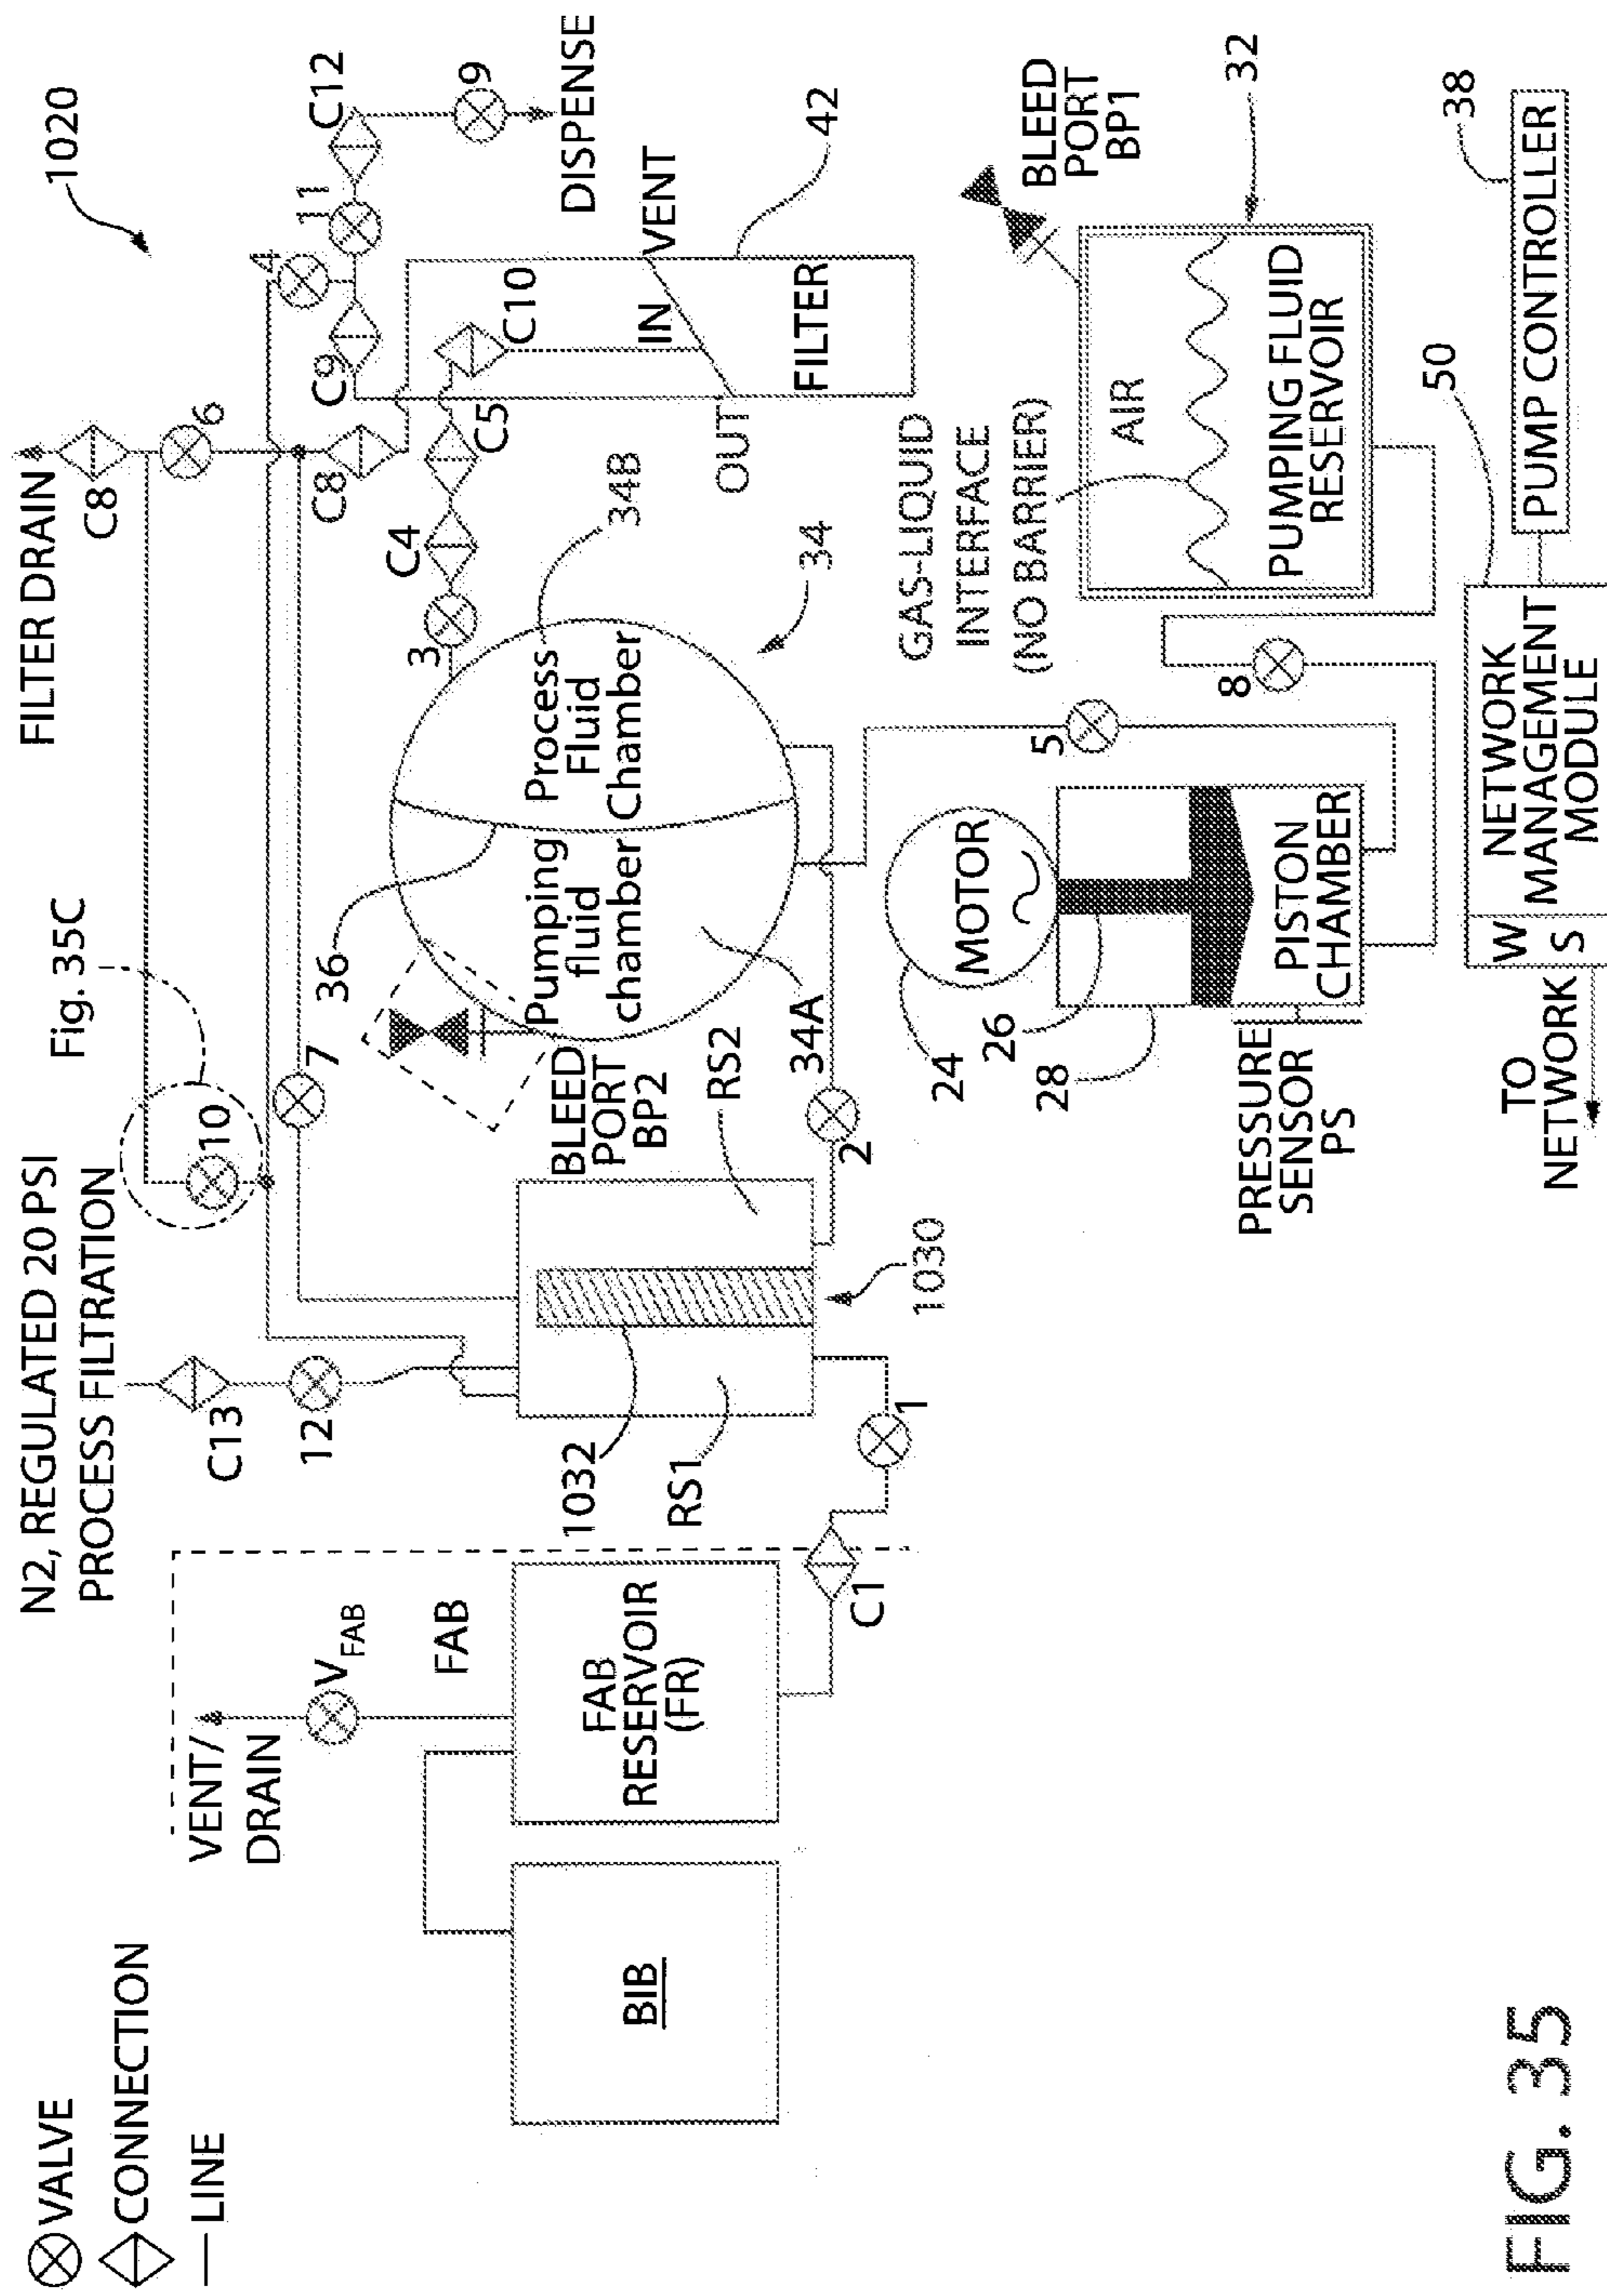 VALVE
CONNECTION
LINE
N2, REGULATED 20 PSI
PROCESS FILTRATION
Fig. 35C
FILTER DRAIN
1020
C13
12
10
7
C8
6
C8
4
11
C12
C9
9
DISPENSE
VENT/
DRAIN
VFAB
FAB
BIB
FAB
RESERVOIR
(FR)
C1
1
1032
RS1
1030
RS2
2
BLEED
PORT
BP2
36
Pumping
fluid
chamber
34A
Process
Fluid
Chamber
34B
34
3
C4
C5
C10
IN
OUT
VENT
FILTER
42
GAS-LIQUID
INTERFACE
(NO BARRIER)
BLEED
PORT
BP1
AIR
PUMPING FLUID
RESERVOIR
32
24
MOTOR
26
28
PISTON
CHAMBER
PRESSURE
SENSOR
PS
5
8
TO
NETWORK
W
S
NETWORK
MANAGEMENT
MODULE
50
PUMP CONTROLLER
38
FIG. 35